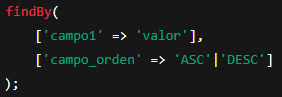 findBy(
['campo1' => 'valor'],
['campo_orden' => 'ASC'|'DESC']
);